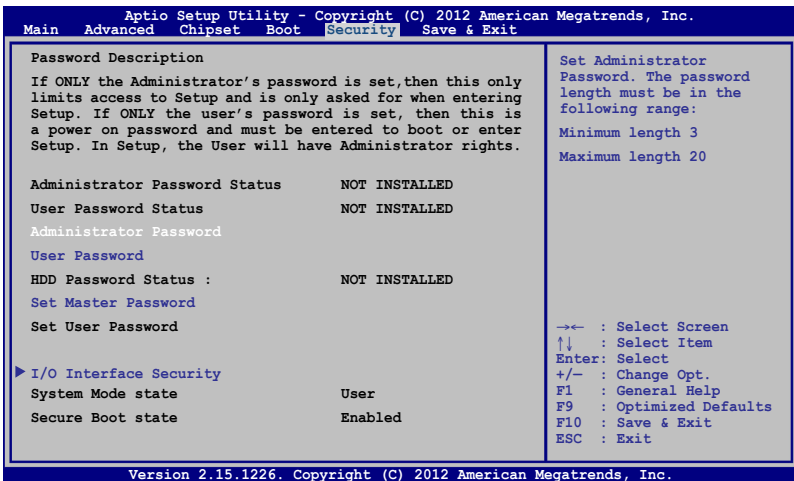 Aptio Setup Utility - Copyright (C) 2012 American Megatrends, Inc.
Main Advanced Chipset Boot Security Save & Exit
Password Description
If ONLY the Administrator's password is set,then this only
limits access to Setup and is only asked for when entering
Setup. If ONLY the user's password is set, then this is
a power on password and must be entered to boot or enter
Setup. In Setup, the User will have Administrator rights.
Administrator Password Status NOT INSTALLED
User Password Status NOT INSTALLED
Administrator Password
User Password
HDD Password Status : NOT INSTALLED
Set Master Password
Set User Password
I/O Interface Security
System Mode state User
Secure Boot state Enabled
Set Administrator
Password. The password
length must be in the
following range:
Minimum length 3
Maximum length 20
→← : Select Screen
↑↓ : Select Item
Enter: Select
+/— : Change Opt.
F1 : General Help
F9 : Optimized Defaults
F10 : Save & Exit
ESC : Exit
Version 2.15.1226. Copyright (C) 2012 American Megatrends, Inc.